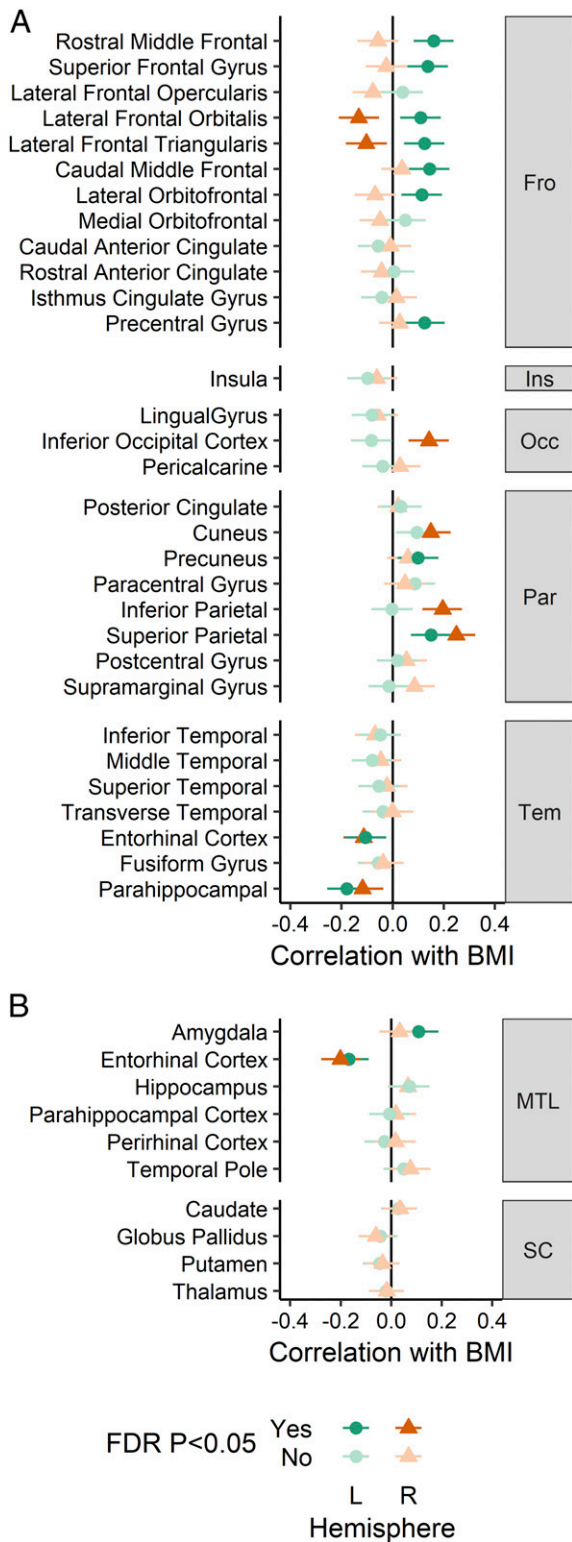 A
Rostral Middle Frontal
Superior Frontal Gyrus
Lateral Frontal Opercularis
Lateral Frontal Orbitalis
Lateral Frontal Triangularis
Caudal Middle Frontal
Lateral Orbitofrontal
Medial Orbitofrontal
Caudal Anterior Cingulate
Rostral Anterior Cingulate
Isthmus Cingulate Gyrus
Precentral Gyrus
Fro
Insula
Ins
LingualGyrus
Inferior Occipital Cortex
Pericalcarine
Occ
Posterior Cingulate
Cuneus
Precuneus
Paracentral Gyrus
Inferior Parietal
Superior Parietal
Postcentral Gyrus
Supramarginal Gyrus
Par
Inferior Temporal
Middle Temporal
Superior Temporal
Transverse Temporal
Entorhinal Cortex
Fusiform Gyrus
Parahippocampal
Tem
-0.4 -0.2 0.0 0.2 0.4
Correlation with BMI
B
Amygdala
Entorhinal Cortex
Hippocampus
Parahippocampal Cortex
Perirhinal Cortex
Temporal Pole
MTL
Caudate
Globus Pallidus
Putamen
Thalamus
SC
-0.4 -0.2 0.0 0.2 0.4
Correlation with BMI
FDR P<0.05
Yes
No
L R
Hemisphere